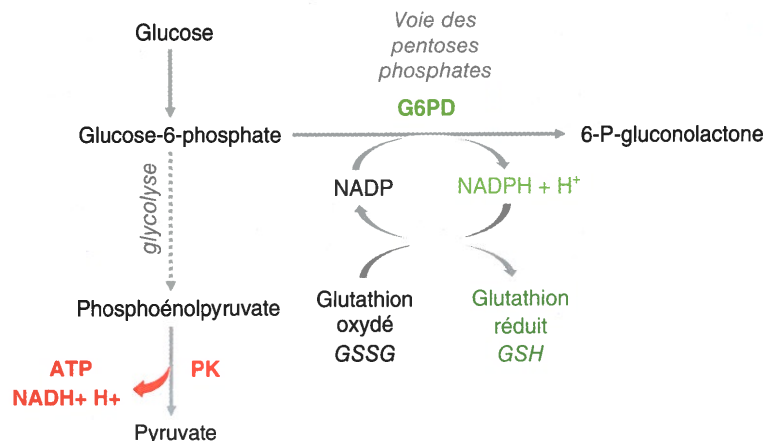 Glucose
Voie des
pentoses
phosphates
G6PD
Glucose-6-phosphate
6-P-gluconolactone
glycolyse
NADP
NADPH + H⁺
Phosphoénolpyruvate
Glutathion
oxydé
GSSG
Glutathion
réduit
GSH
ATP
NADH+ H+
PK
Pyruvate